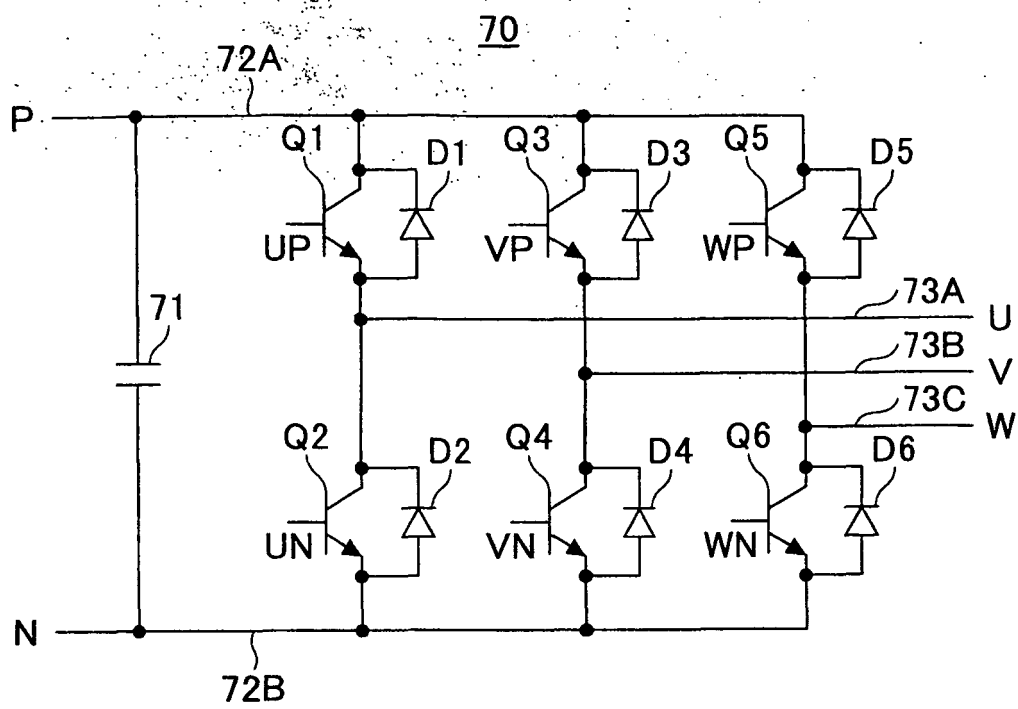 70
72A
P
Q1 D1 Q3 D3 Q5 D5
UP VP WP
73A U
71
73B V
73C W
Q2 D2 Q4 D4 Q6 D6
UN VN WN
N
72B